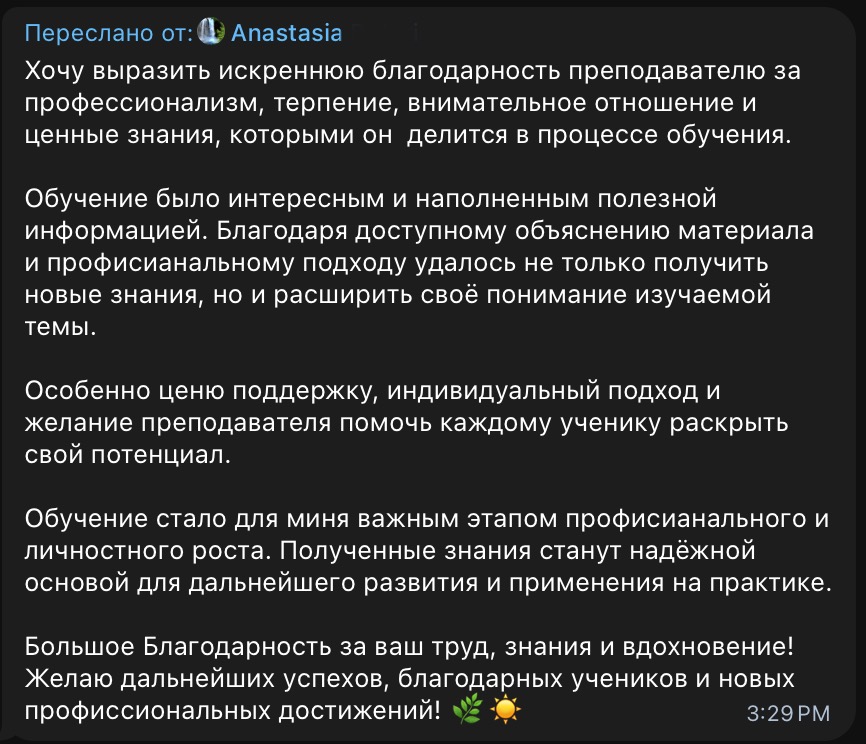 Переслано от: Anastasia
Хочу выразить искреннюю благодарность преподавателю за
профессионализм, терпение, внимательное отношение и
ценные знания, которыми он  делится в процессе обучения.
Обучение было интересным и наполненным полезной
информацией. Благодаря доступному объяснению материала
и профисианальному подходу удалось не только получить
новые знания, но и расширить своё понимание изучаемой
темы.
Особенно ценю поддержку, индивидуальный подход и
желание преподавателя помочь каждому ученику раскрыть
свой потенциал.
Обучение стало для миня важным этапом профисианального и
личностного роста. Полученные знания станут надёжной
основой для дальнейшего развития и применения на практике.
Большое Благодарность за ваш труд, знания и вдохновение!
Желаю дальнейших успехов, благодарных учеников и новых
профиссиональных достижений! 🌿 ☀️
3:29 PM